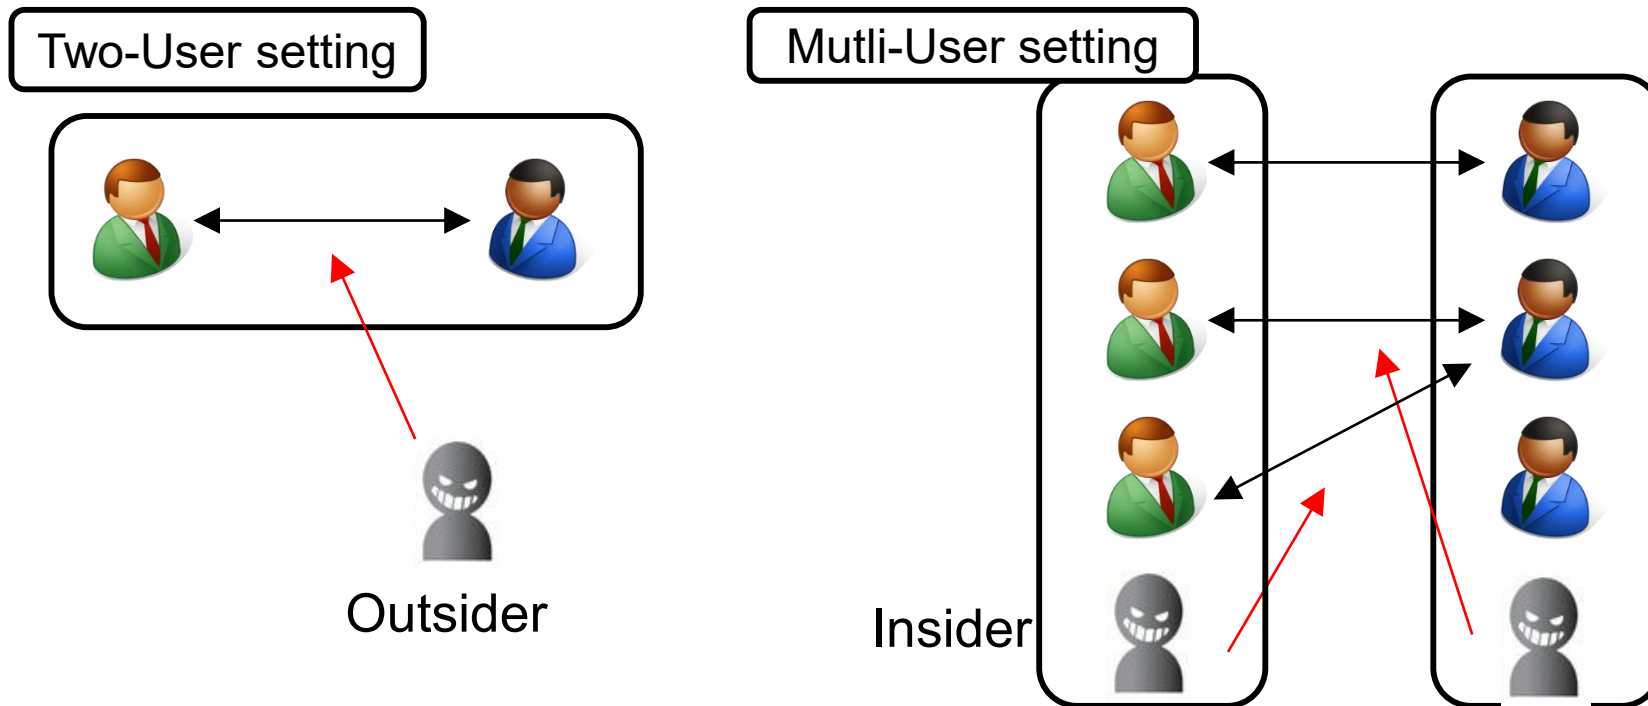 Two-User setting
Mutli-User setting
Outsider
Insider